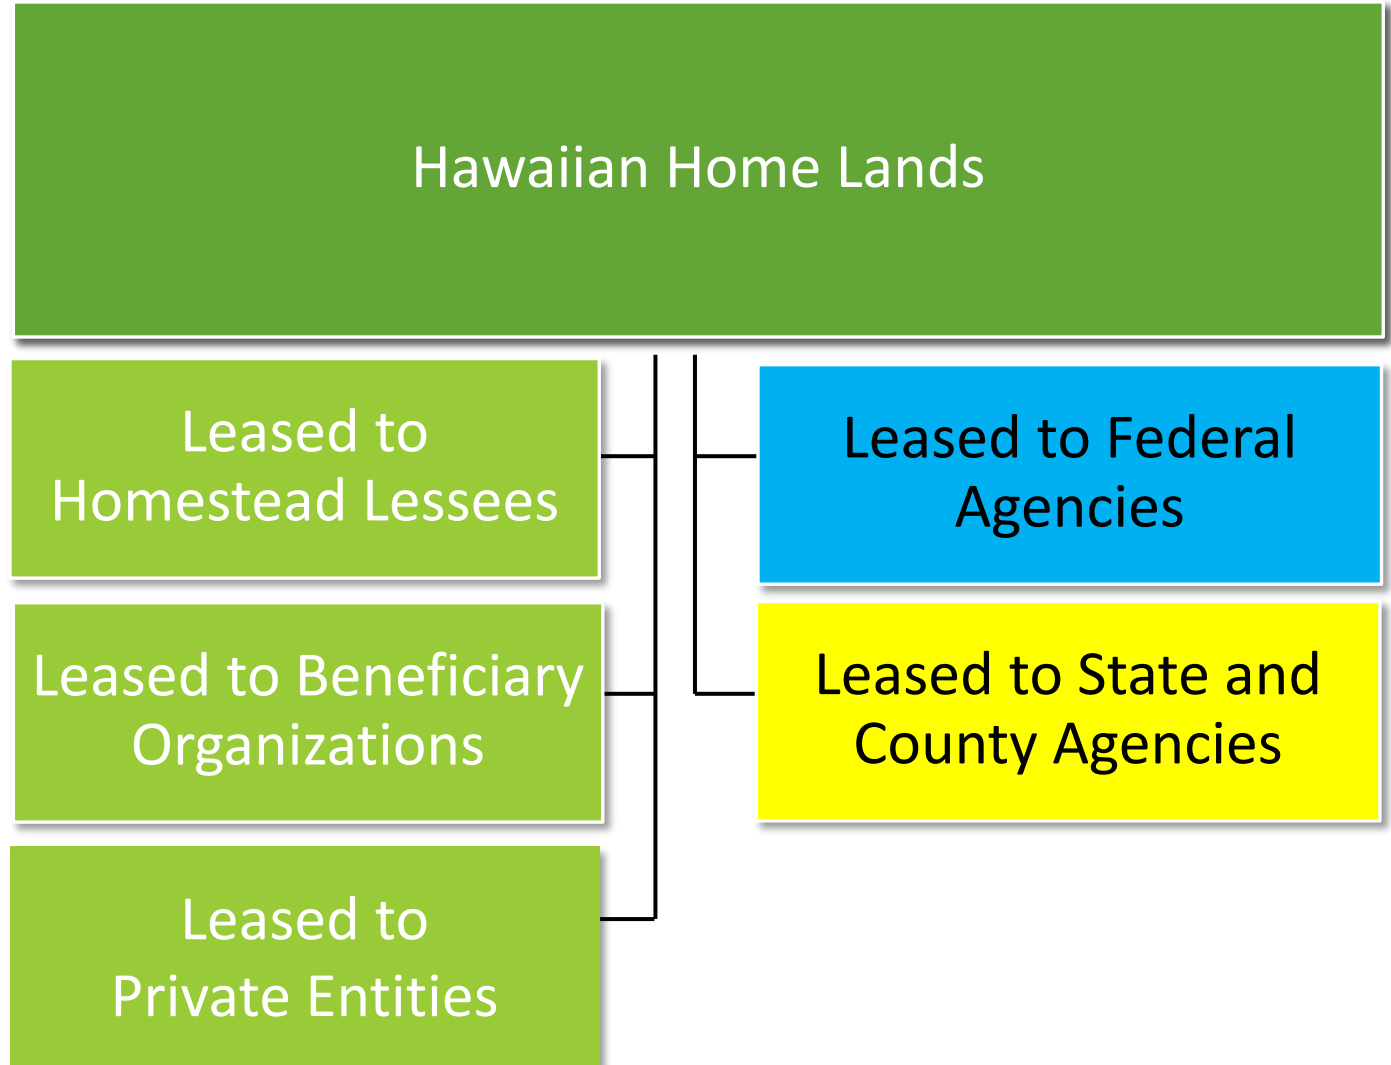 Hawaiian Home Lands
Leased to
Homestead Lessees
Leased to Beneficiary
Organizations
Leased to
Private Entities
Leased to Federal
Agencies
Leased to State and
County Agencies